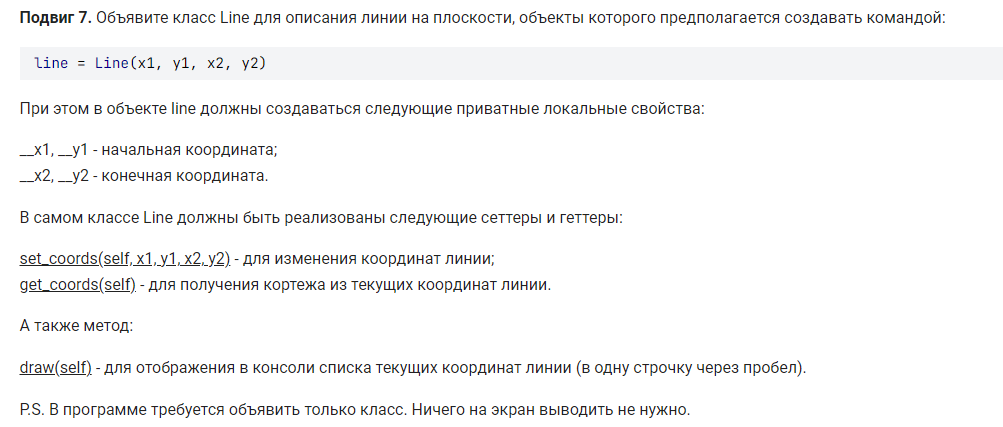 Подвиг 7. Объявите класс Line для описания линии на плоскости, объекты которого предполагается создавать командой:
line = Line(x1, y1, x2, y2)
При этом в объекте line должны создаваться следующие приватные локальные свойства:
__x1, __y1 - начальная координата;
__x2, __y2 - конечная координата.
В самом классе Line должны быть реализованы следующие сеттеры и геттеры:
set_coords(self, x1, y1, x2, y2) - для изменения координат линии;
get_coords(self) - для получения кортежа из текущих координат линии.
А также метод:
draw(self) - для отображения в консоли списка текущих координат линии (в одну строчку через пробел).
P.S. В программе требуется объявить только класс. Ничего на экран выводить не нужно.